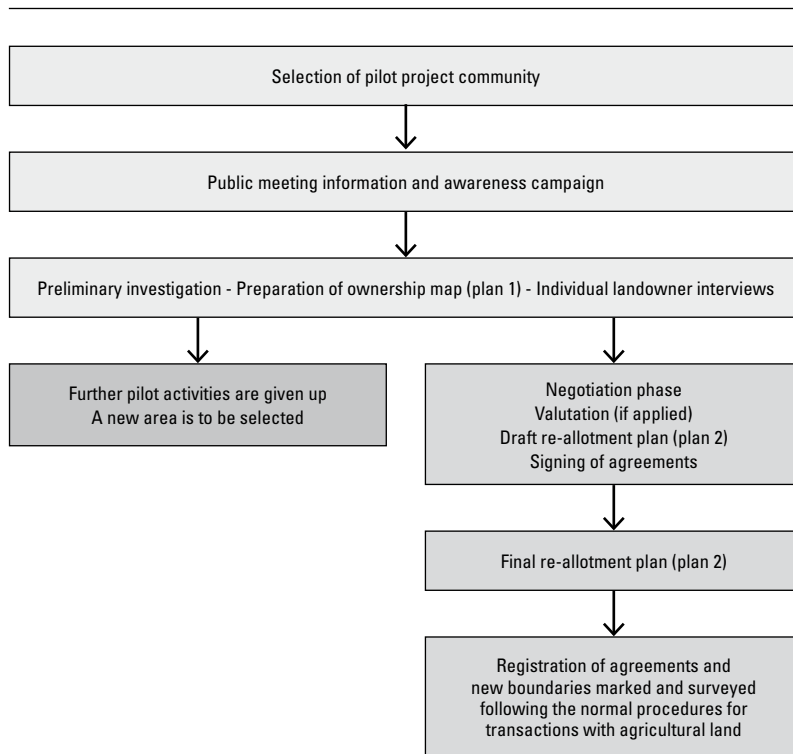 Selection of pilot project community
Public meeting information and awareness campaign
Preliminary investigation - Preparation of ownership map (plan 1) - Individual landowner interviews
Further pilot activities are given up
A new area is to be selected
Negotiation phase
Valutation (if applied)
Draft re-allotment plan (plan 2)
Signing of agreements
Final re-allotment plan (plan 2)
Registration of agreements and
new boundaries marked and surveyed
following the normal procedures for
transactions with agricultural land